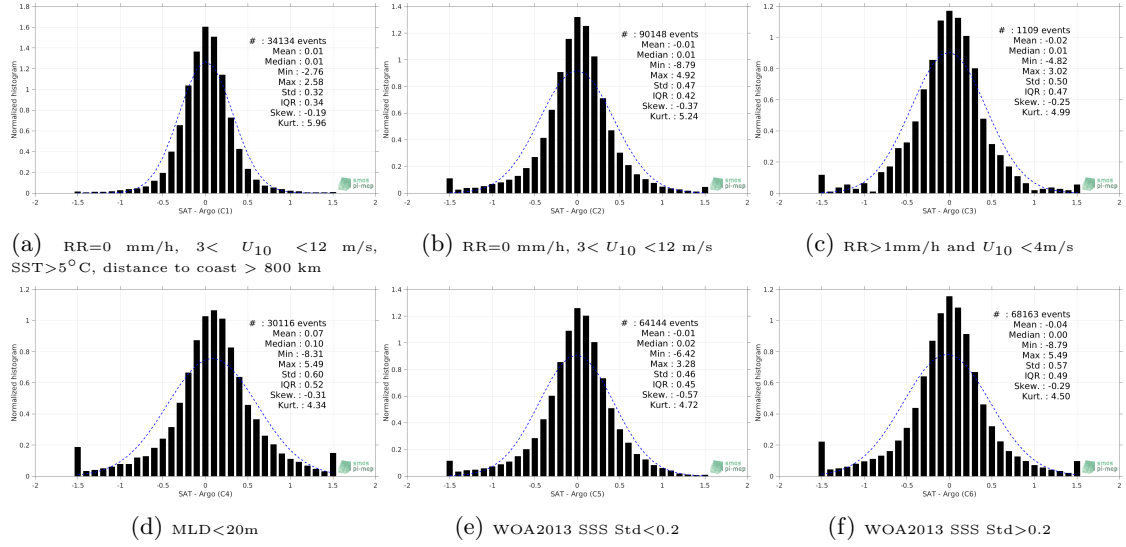 1.8
1.6
1.4
1.2
1
0.8
0.6
0.4
0.2
0
Normalized histogram
-2
-1.5
-1
-0.5
0
0.5
1
1.5
2
SAT - Argo (C1)
# : 34134 events
Mean : 0.01
Median : 0.01
Min : -2.76
Max : 2.58
Std : 0.32
IQR : 0.34
Skew. : -0.19
Kurt. : 5.96
smos
pi-mep
(a) RR=0 mm/h, 3< U10 <12 m/s,
SST>5°C, distance to coast > 800 km
1.4
1.2
1
0.8
0.6
0.4
0.2
0
Normalized histogram
-2
-1.5
-1
-0.5
0
0.5
1
1.5
2
SAT - Argo (C2)
# : 90148 events
Mean : -0.01
Median : 0.01
Min : -8.79
Max : 4.92
Std : 0.47
IQR : 0.42
Skew. : -0.37
Kurt. : 5.24
smos
pi-mep
(b) RR=0 mm/h, 3< U10 <12 m/s
1.2
1
0.8
0.6
0.4
0.2
0
Normalized histogram
-2
-1.5
-1
-0.5
0
0.5
1
1.5
2
SAT - Argo (C3)
# : 1109 events
Mean : -0.02
Median : 0.01
Min : -4.82
Max : 3.02
Std : 0.50
IQR : 0.47
Skew. : -0.25
Kurt. : 4.99
smos
pi-mep
(c) RR>1mm/h and U10 <4m/s
1.2
1
0.8
0.6
0.4
0.2
0
Normalized histogram
-2
-1.5
-1
-0.5
0
0.5
1
1.5
2
SAT - Argo (C4)
# : 30116 events
Mean : 0.07
Median : 0.10
Min : -8.31
Max : 5.49
Std : 0.60
IQR : 0.52
Skew. : -0.31
Kurt. : 4.34
smos
pi-mep
(d) MLD<20m
1.4
1.2
1
0.8
0.6
0.4
0.2
0
Normalized histogram
-2
-1.5
-1
-0.5
0
0.5
1
1.5
2
SAT - Argo (C5)
# : 64144 events
Mean : -0.01
Median : 0.02
Min : -6.42
Max : 3.28
Std : 0.46
IQR : 0.45
Skew. : -0.57
Kurt. : 4.72
smos
pi-mep
(e) WOA2013 SSS Std<0.2
1.2
1
0.8
0.6
0.4
0.2
0
Normalized histogram
-2
-1.5
-1
-0.5
0
0.5
1
1.5
2
SAT - Argo (C6)
# : 68163 events
Mean : -0.04
Median : 0.00
Min : -8.79
Max : 5.49
Std : 0.57
IQR : 0.49
Skew. : -0.29
Kurt. : 4.50
smos
pi-mep
(f) WOA2013 SSS Std>0.2